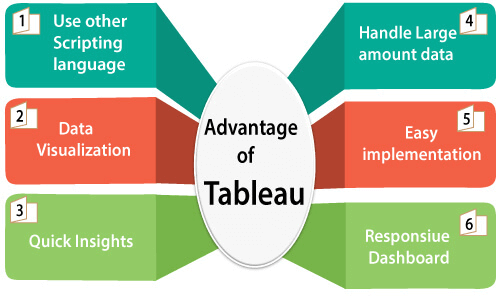 1
Use other
Scripting
language
2
Data
Visualization
3
Quick Insights
Advantage
of
Tableau
4
Handle Large
amount data
5
Easy
implementation
6
Responsiue
Dashboard